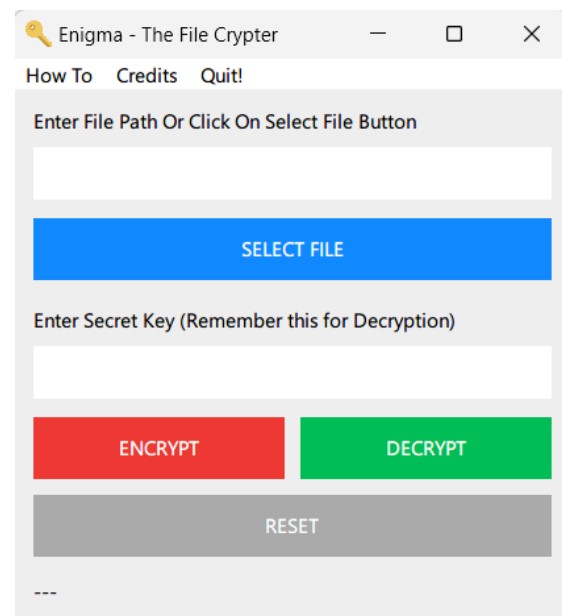 Enigma - The File Crypter
How To Credits Quit!
Enter File Path Or Click On Select File Button
SELECT FILE
Enter Secret Key (Remember this for Decryption)
ENCRYPT DECRYPT
RESET
---